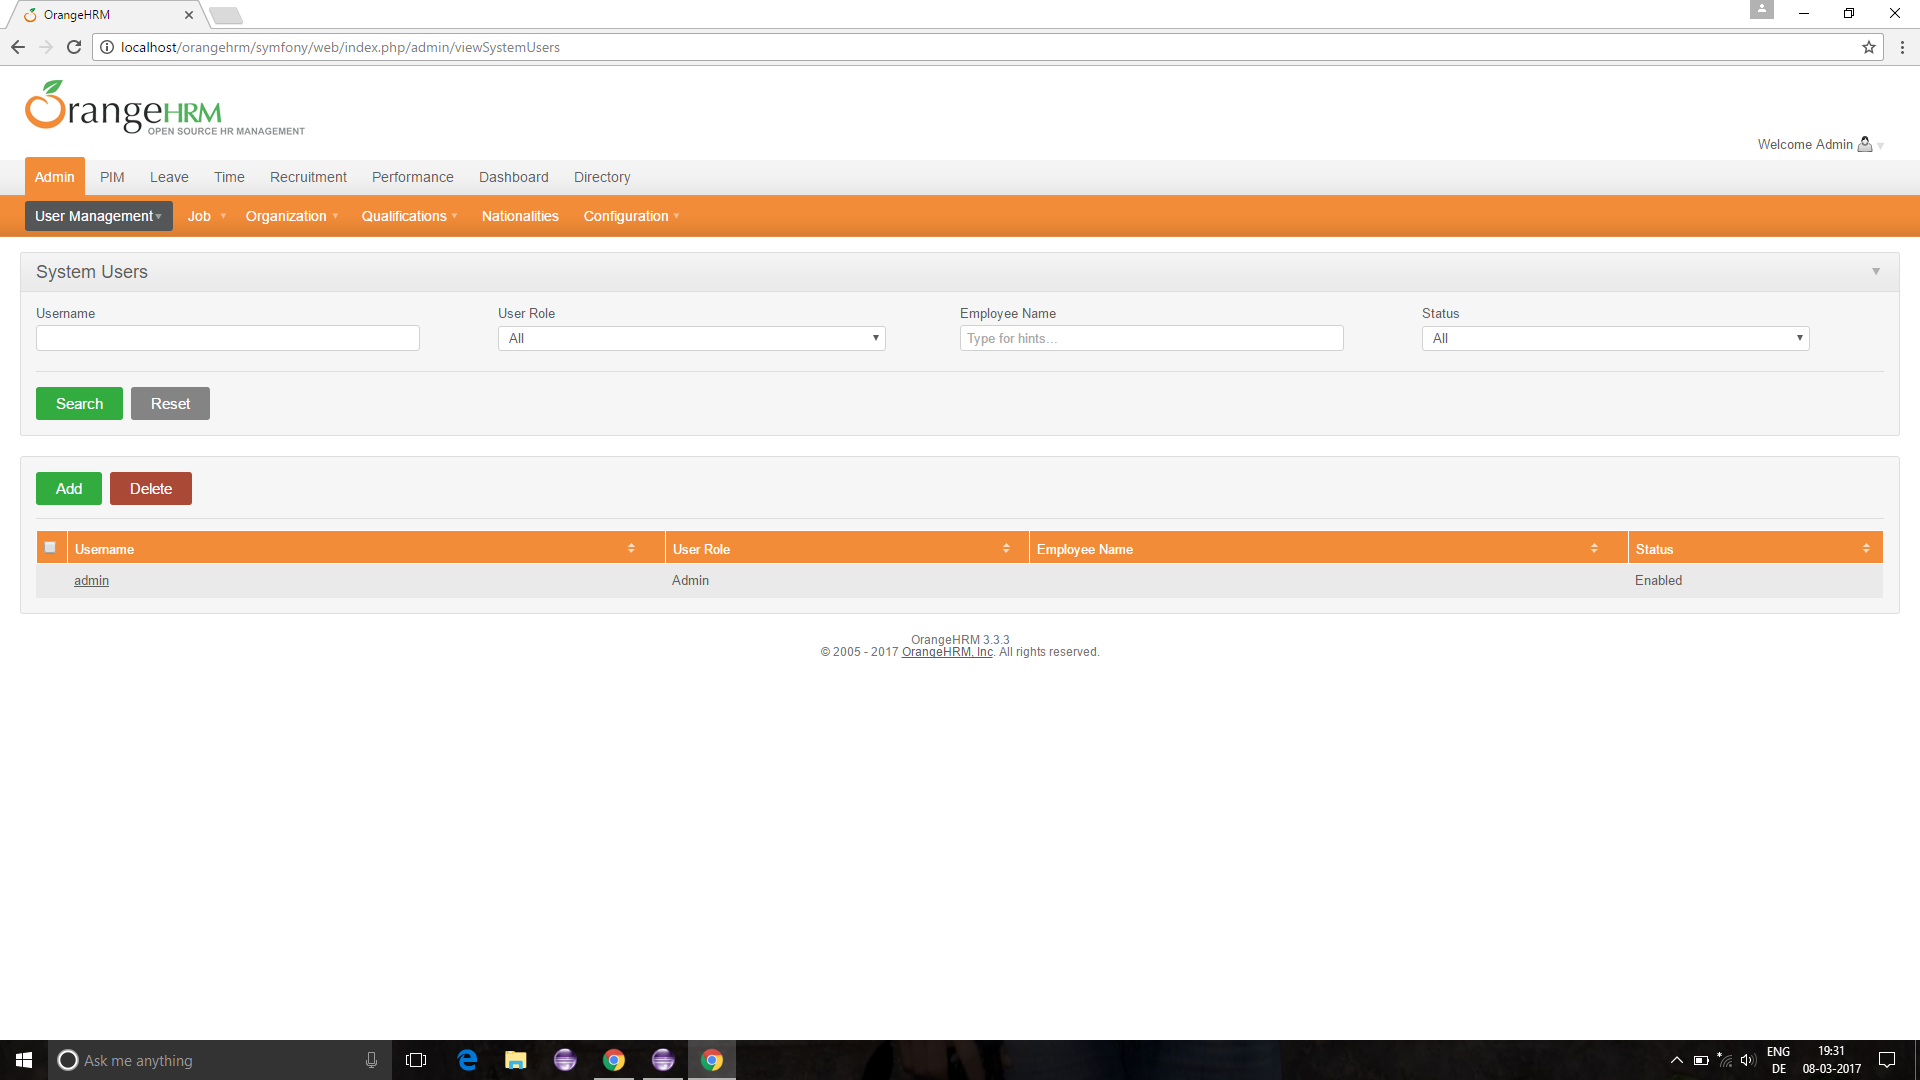 OrangeHRM
localhost/orangehrm/symfony/web/index.php/admin/viewSystemUsers
OrangeHRM
OPEN SOURCE HR MANAGEMENT
Welcome Admin
Admin PIM Leave Time Recruitment Performance Dashboard Directory
User Management Job Organization Qualifications Nationalities Configuration
System Users
Username User Role Employee Name Status
All Type for hints... All
Search Reset
Add Delete
Username User Role Employee Name Status
admin Admin Enabled
OrangeHRM 3.3.3
© 2005 - 2017 OrangeHRM, Inc. All rights reserved.
Ask me anything
ENG 19:31
DE 08-03-2017